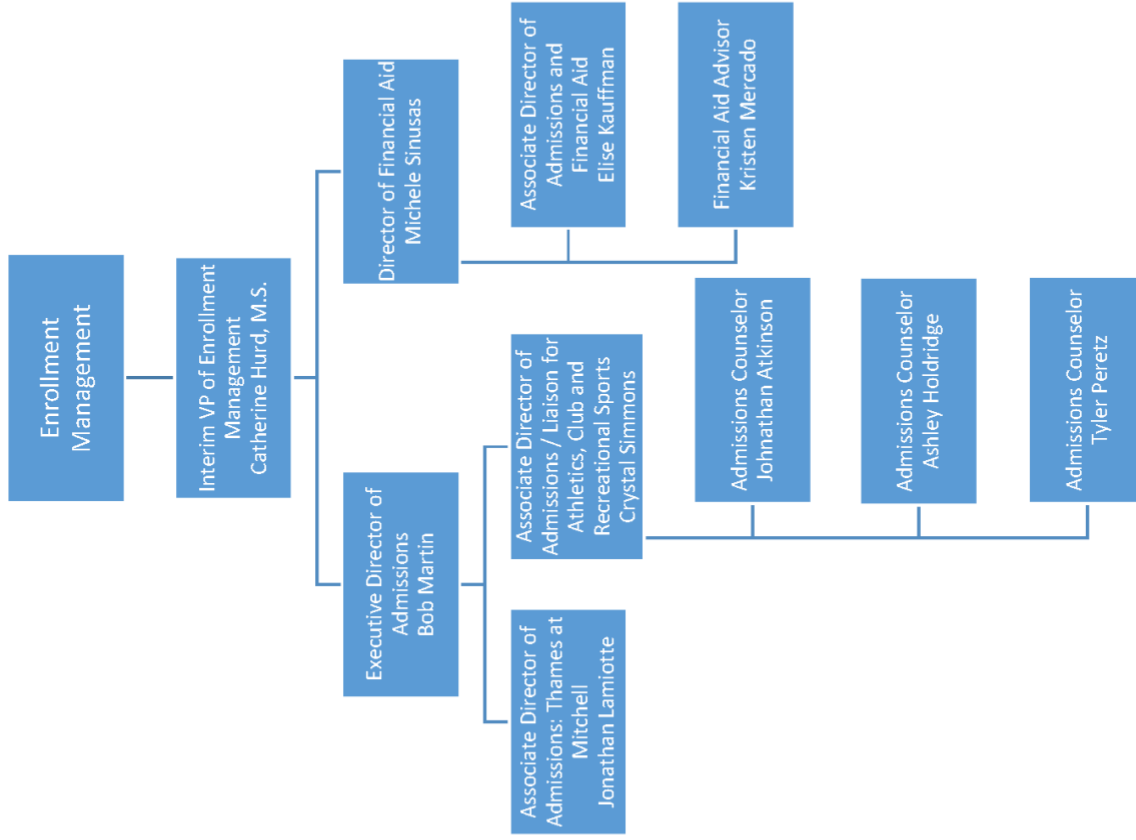 Enrollment
Management
Interim VP of Enrollment
Management
Catherine Hurd, M.S.
Executive Director of
Admissions
Bob Martin
Director of Financial Aid
Michele Sinusas
Associate Director of
Admissions: Thames at
Mitchell
Jonathan Lamiotte
Associate Director of
Admissions / Liaison for
Athletics, Club and
Recreational Sports
Crystal Simmons
Associate Director of
Admissions and
Financial Aid
Elise Kauffman
Financial Aid Advisor
Kristen Mercado
Admissions Counselor
Johnathan Atkinson
Admissions Counselor
Ashley Holdridge
Admissions Counselor
Tyler Peretz